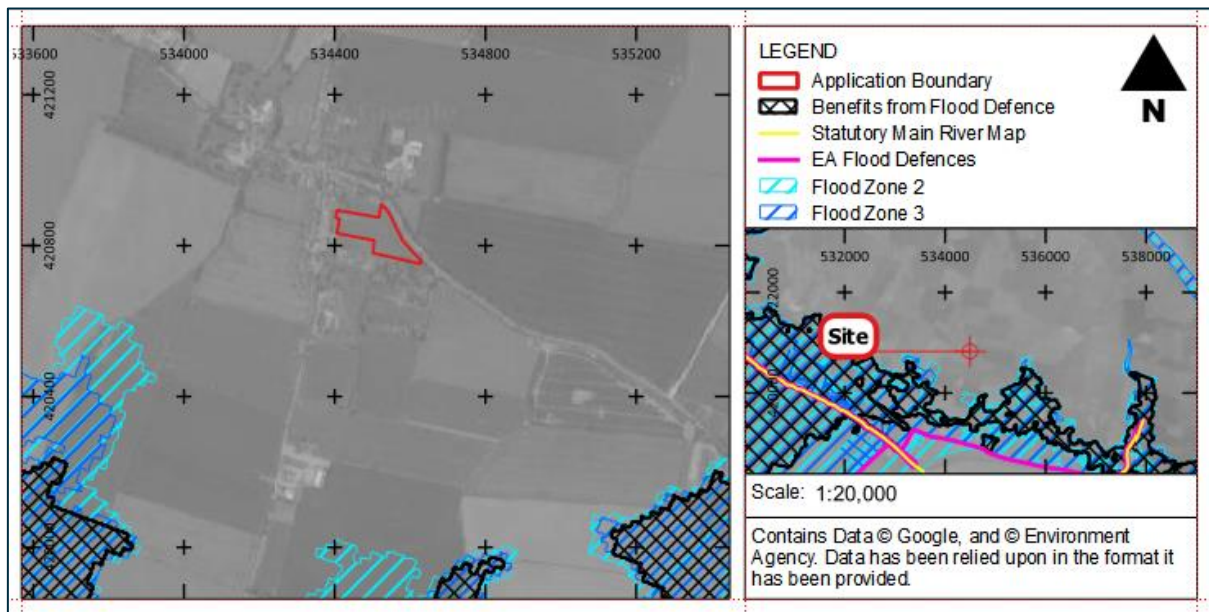 533600 534000 534400 534800 535200
421200
420800
420400
LEGEND
Application Boundary
Benefits from Flood Defence
Statutory Main River Map
EA Flood Defences
Flood Zone 2
Flood Zone 3
N
532000 534000 536000 538000
Site
Scale: 1:20,000
Contains Data © Google, and © Environment
Agency. Data has been relied upon in the format it
has been provided.